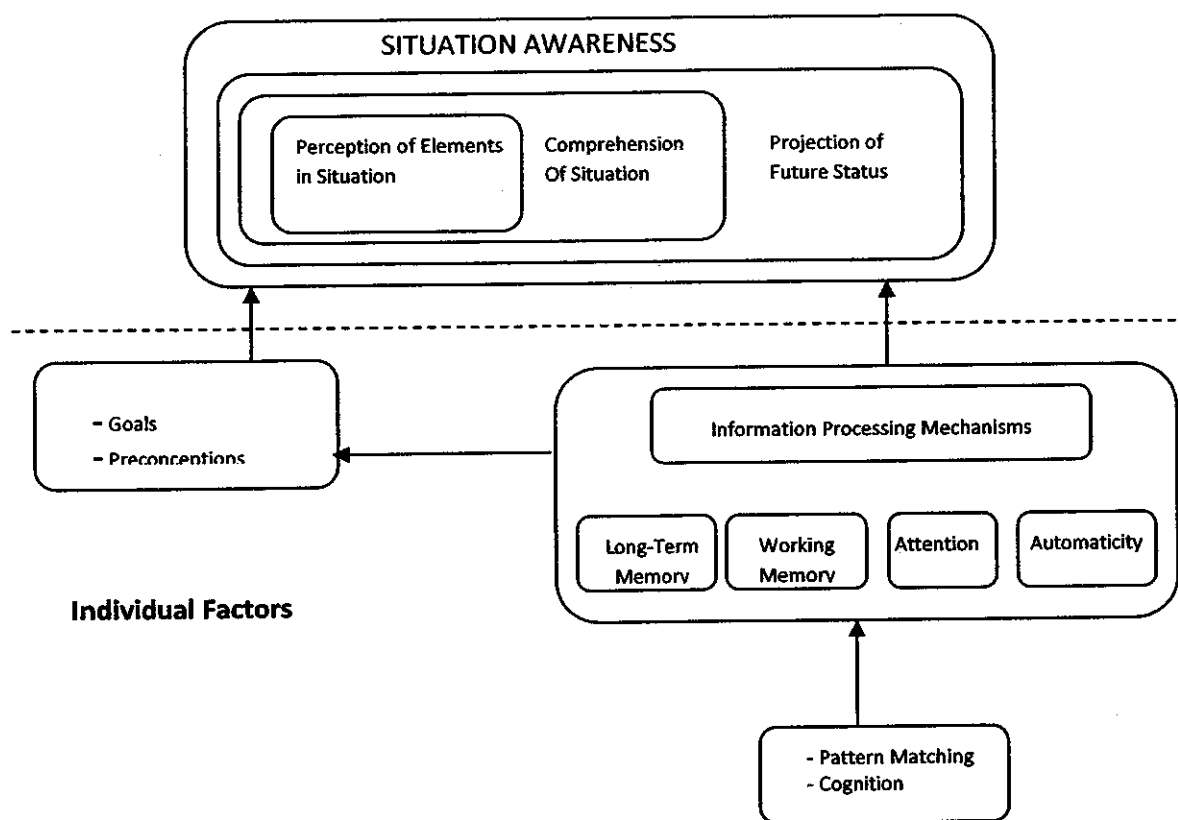 SITUATION AWARENESS
Perception of Elements
in Situation
Comprehension
Of Situation
Projection of
Future Status
- Goals
- Preconceptions
Information Processing Mechanisms
Long-Term
Memory
Working
Memory
Attention
Automaticity
Individual Factors
- Pattern Matching
- Cognition